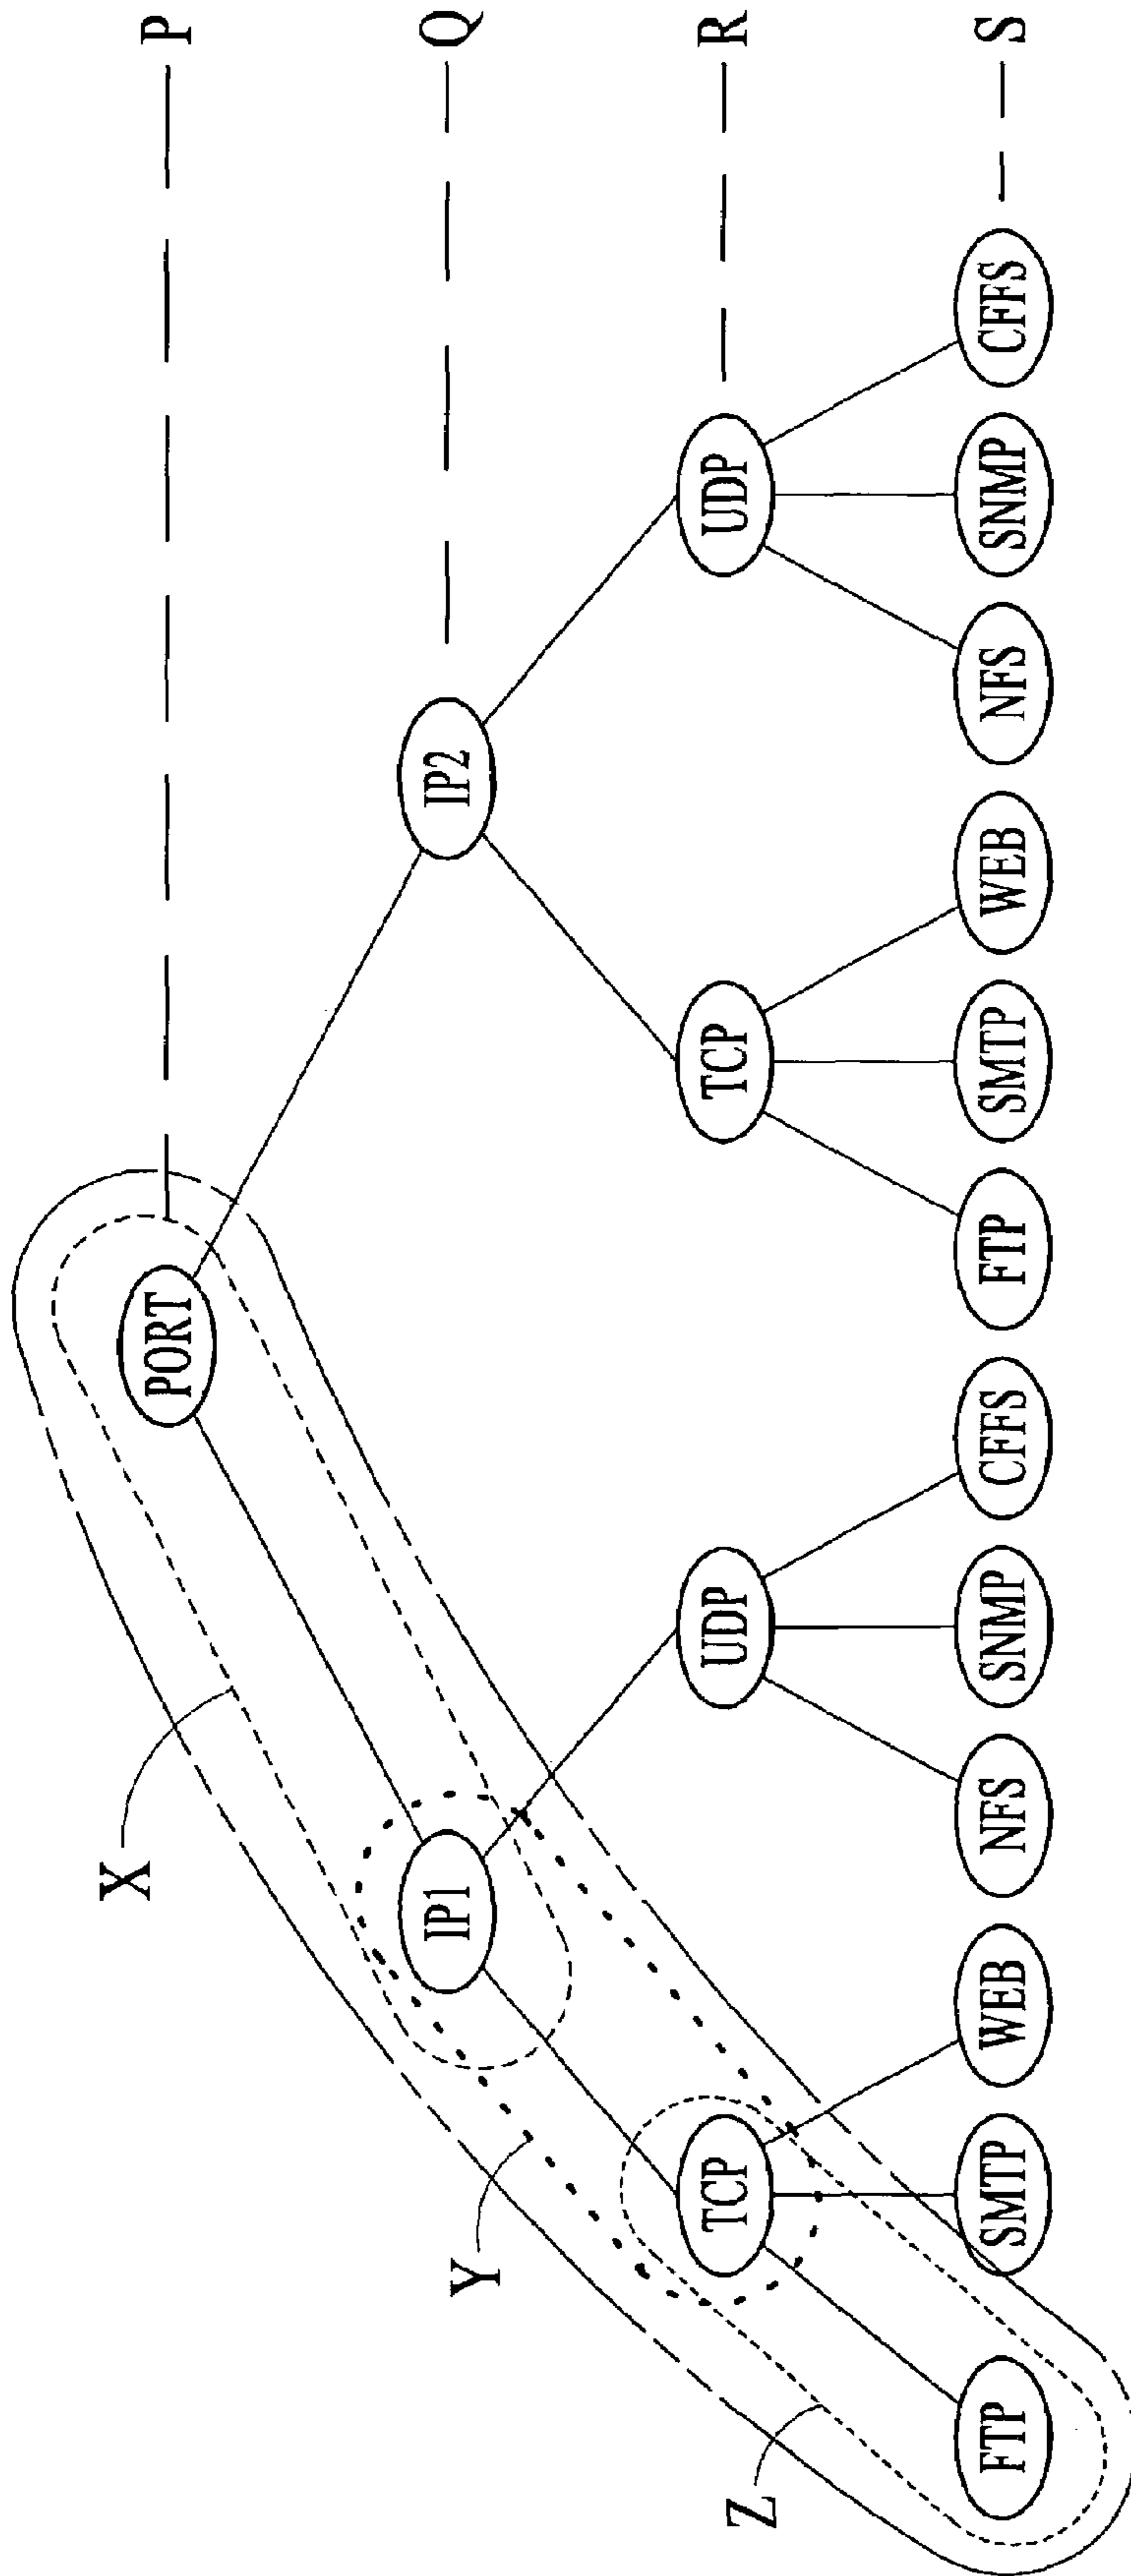 PORT P
X
IP1 IP2 Q
Y
TCP UDP TCP UDP R
Z
FTP SMTP WEB NFS SNMP CFFS FTP SMTP WEB NFS SNMP CFFS S